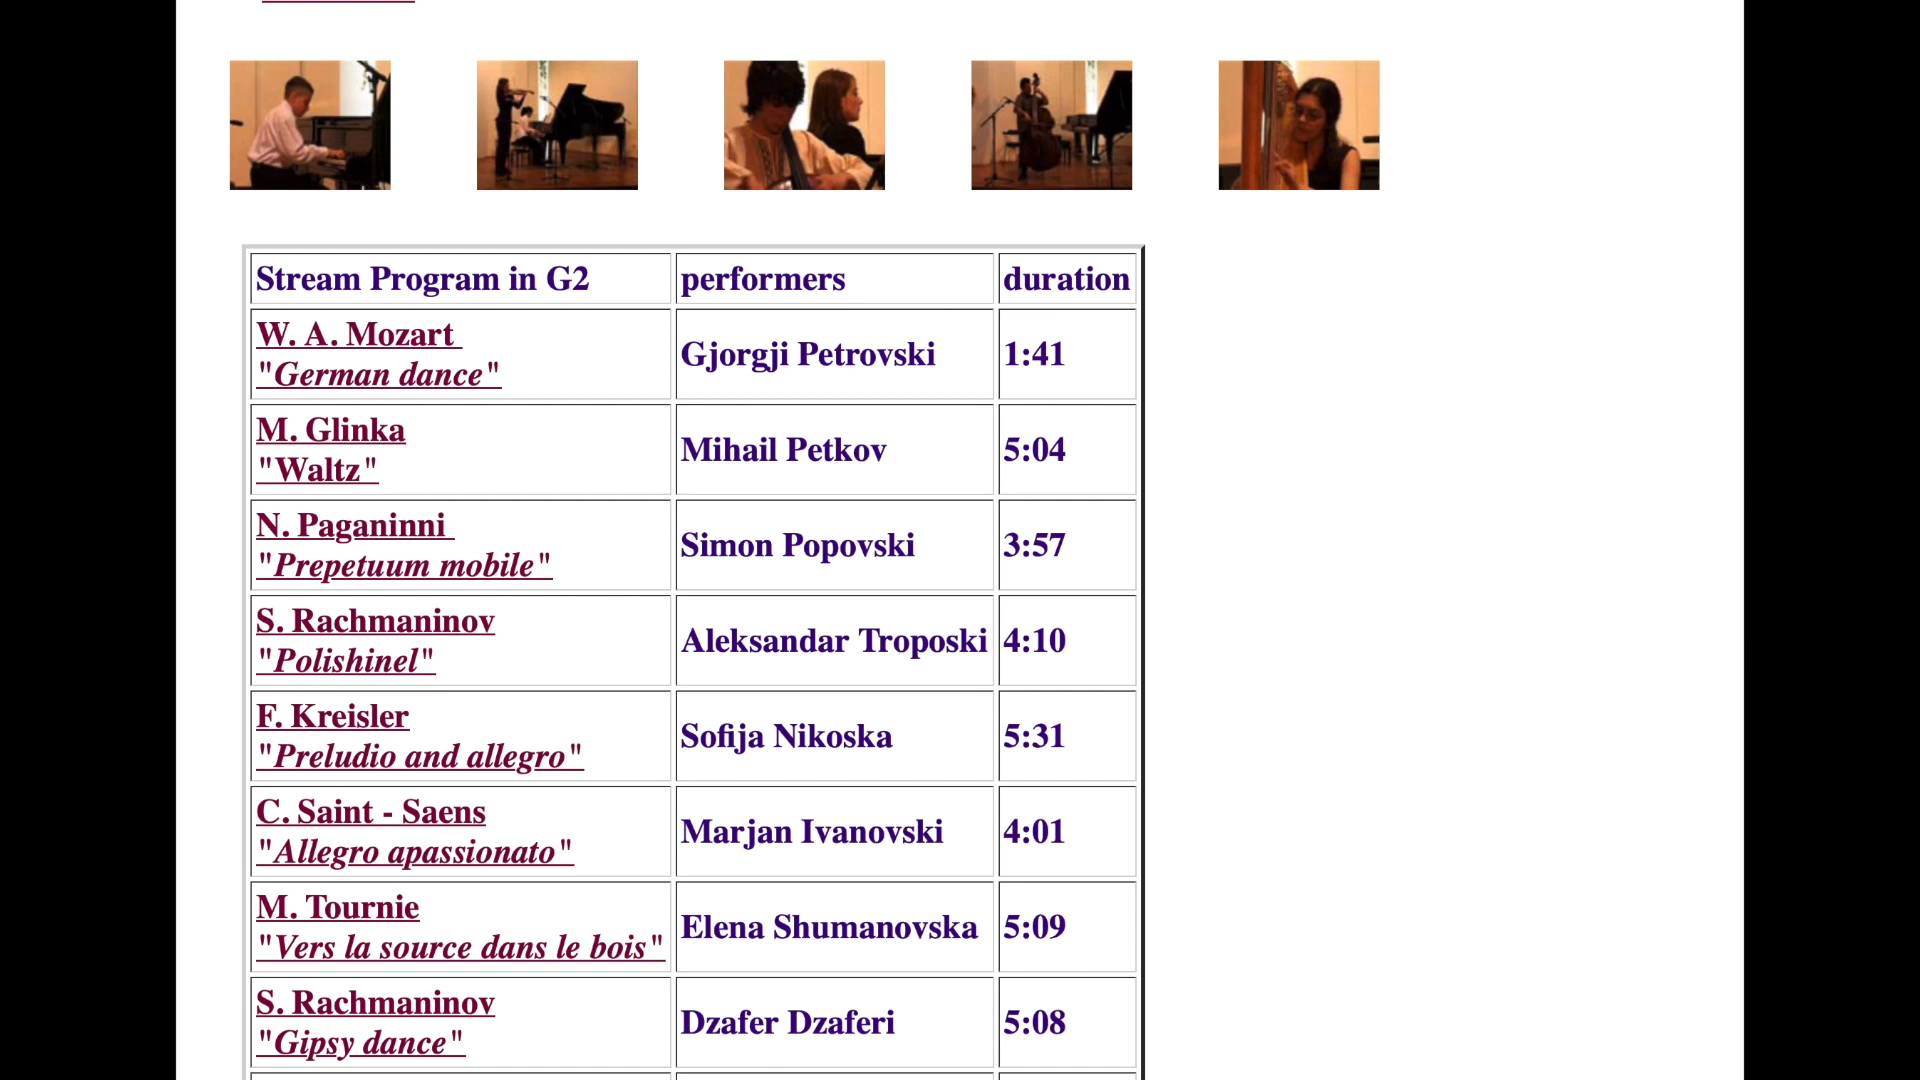 Stream Program in G2 performers duration
W. A. Mozart
"German dance" Gjorgji Petrovski 1:41
M. Glinka
"Waltz" Mihail Petkov 5:04
N. Paganinni
"Prepetuum mobile" Simon Popovski 3:57
S. Rachmaninov
"Polishinel" Aleksandar Troposki 4:10
F. Kreisler
"Preludio and allegro" Sofija Nikoska 5:31
C. Saint - Saens
"Allegro apassionato" Marjan Ivanovski 4:01
M. Tournie
"Vers la source dans le bois" Elena Shumanovska 5:09
S. Rachmaninov
"Gipsy dance" Dzafer Dzaferi 5:08